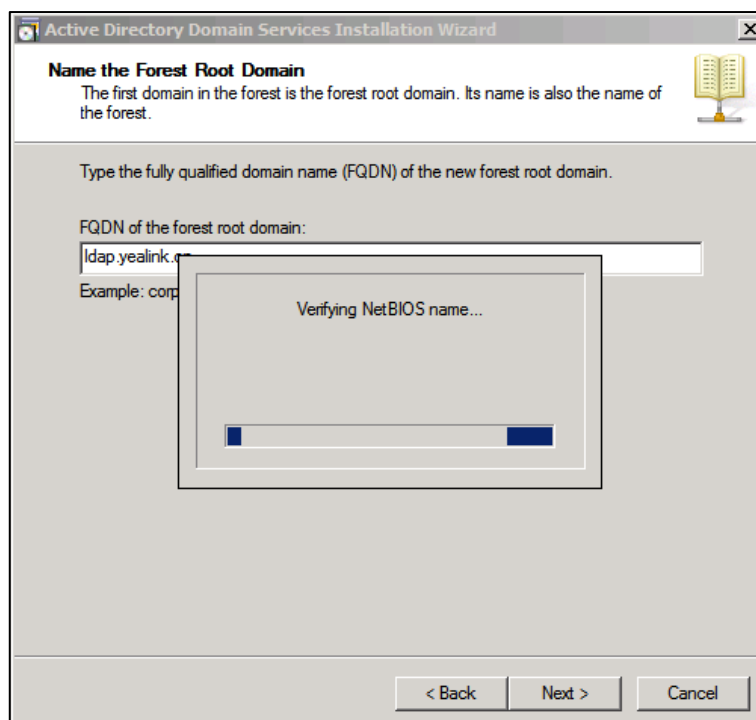 Active Directory Domain Services Installation Wizard
Name the Forest Root Domain
The first domain in the forest is the forest root domain. Its name is also the name of
the forest.
Type the fully qualified domain name (FQDN) of the new forest root domain.
FQDN of the forest root domain:
ldap.yealink.
Example: corp
Verifying NetBIOS name...
< Back
Next >
Cancel